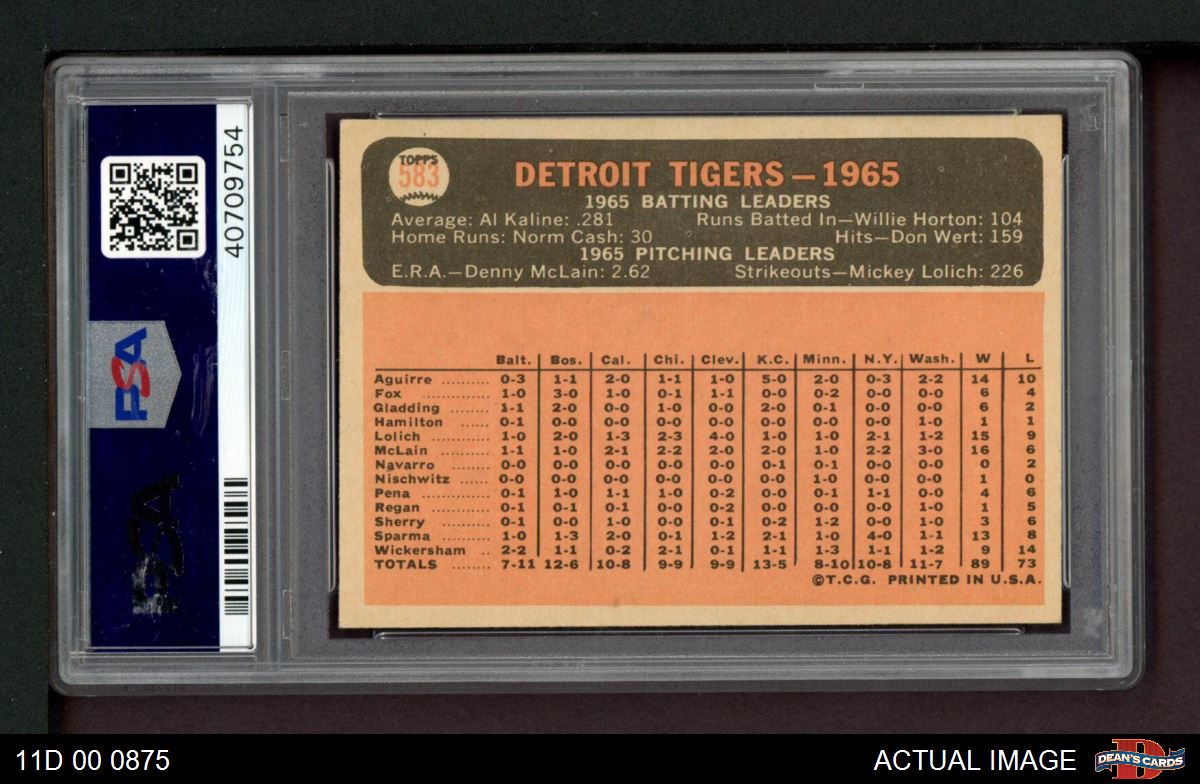 40709754
PSA
PSA
TOPPS
583
DETROIT TIGERS — 1965
1965 BATTING LEADERS
Average: Al Kaline: .281 Runs Batted In—Willie Horton: 104
Home Runs: Norm Cash: 30 Hits—Don Wert: 159
1965 PITCHING LEADERS
E.R.A.—Denny McLain: 2.62 Strikeouts—Mickey Lolich: 226
Balt. Bos. Cal. Chi. Clev. K.C. Minn. N.Y. Wash. W L
Aguirre .......... 0-3 1-1 2-0 1-1 1-0 5-0 2-0 0-3 2-2 14 10
Fox .......... 1-0 3-0 1-0 0-1 1-1 0-0 0-2 0-0 0-0 6 4
Gladding ........ 1-1 2-0 0-0 1-0 0-0 2-0 0-1 0-0 0-0 6 2
Hamilton ...... 0-1 0-0 0-0 0-0 0-0 0-0 0-0 0-0 1-0 1 1
Lolich .......... 1-0 2-0 1-3 2-3 4-0 1-0 1-0 2-1 1-2 15 9
McLain .......... 1-1 1-0 2-1 2-2 2-0 2-0 1-0 2-2 3-0 16 6
Navarro ........ 0-0 0-0 0-0 0-0 0-0 0-1 0-1 0-0 0-0 0 2
Nischwitz ..... 0-0 0-0 0-0 0-0 0-0 0-0 1-0 0-0 0-0 1 0
Pena .............. 0-1 1-0 1-1 1-0 0-2 0-0 0-1 1-1 0-0 4 6
Regan .......... 0-1 0-1 0-1 0-0 0-2 0-0 0-0 0-0 1-0 1 5
Sherry .......... 0-1 0-0 1-0 0-0 0-1 0-2 1-2 0-0 1-0 3 6
Sparma .......... 1-0 1-3 2-0 0-1 1-2 2-1 1-0 4-0 1-1 13 8
Wickersham .. 2-2 1-1 0-2 2-1 0-1 1-1 1-3 1-1 1-2 9 14
TOTALS ........ 7-11 12-6 10-8 9-9 9-9 13-5 8-10 10-8 11-7 89 73
©T.C.G. PRINTED IN U.S.A.
11D 00 0875
ACTUAL IMAGE
D
DEAN'S CARDS